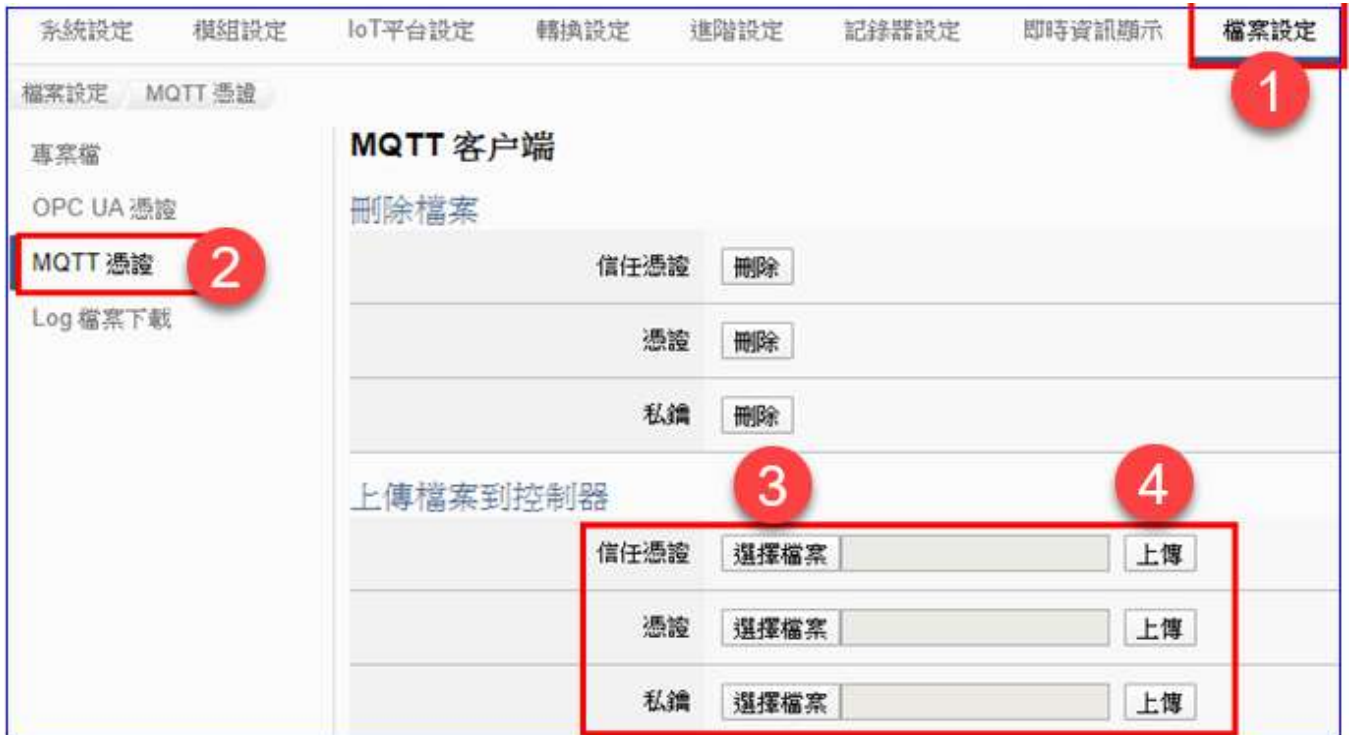 系統設定 模組設定 IoT平台設定 轉換設定 進階設定 記錄器設定 即時資訊顯示 檔案設定
1
檔案設定 MQTT 憑證
專案檔
OPC UA 憑證
MQTT 憑證 2
Log 檔案下載
MQTT 客户端
刪除檔案
信任憑證 刪除
憑證 刪除
私鑰 刪除
上傳檔案到控制器
3 4
信任憑證 選擇檔案 上傳
憑證 選擇檔案 上傳
私鑰 選擇檔案 上傳